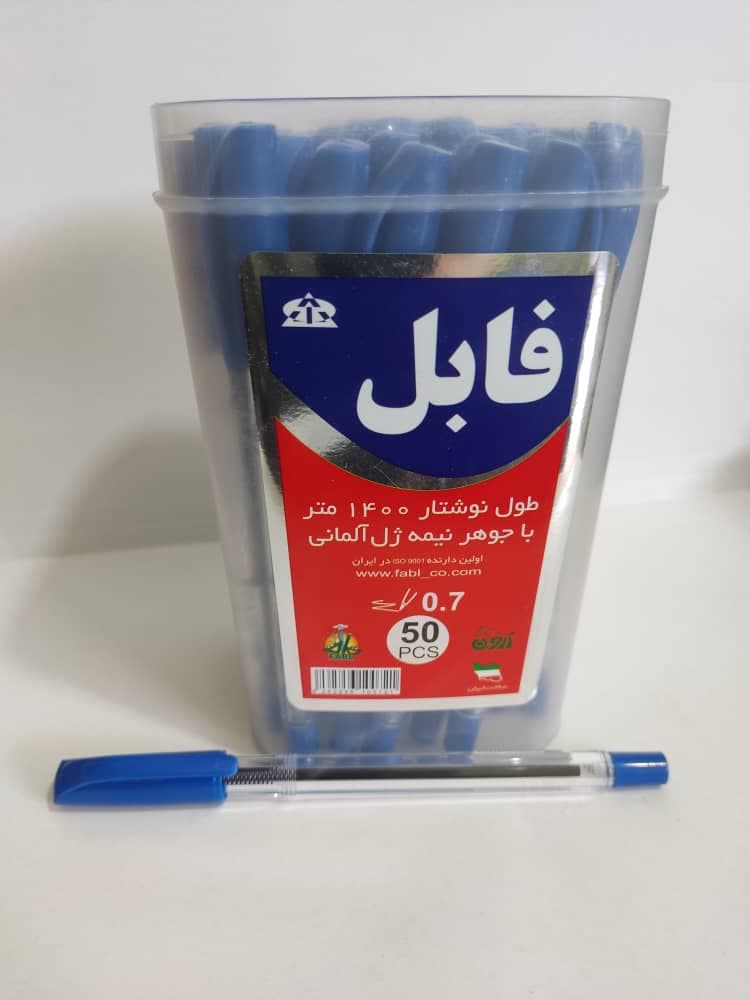 فابل
طول نوشتار ۱۴۰۰ متر
با جوهر نیمه ژل آلمانی
اولین دارنده ISO 9001 در ایران
www.fabl_co.com
0.7
50
PCS
FABL